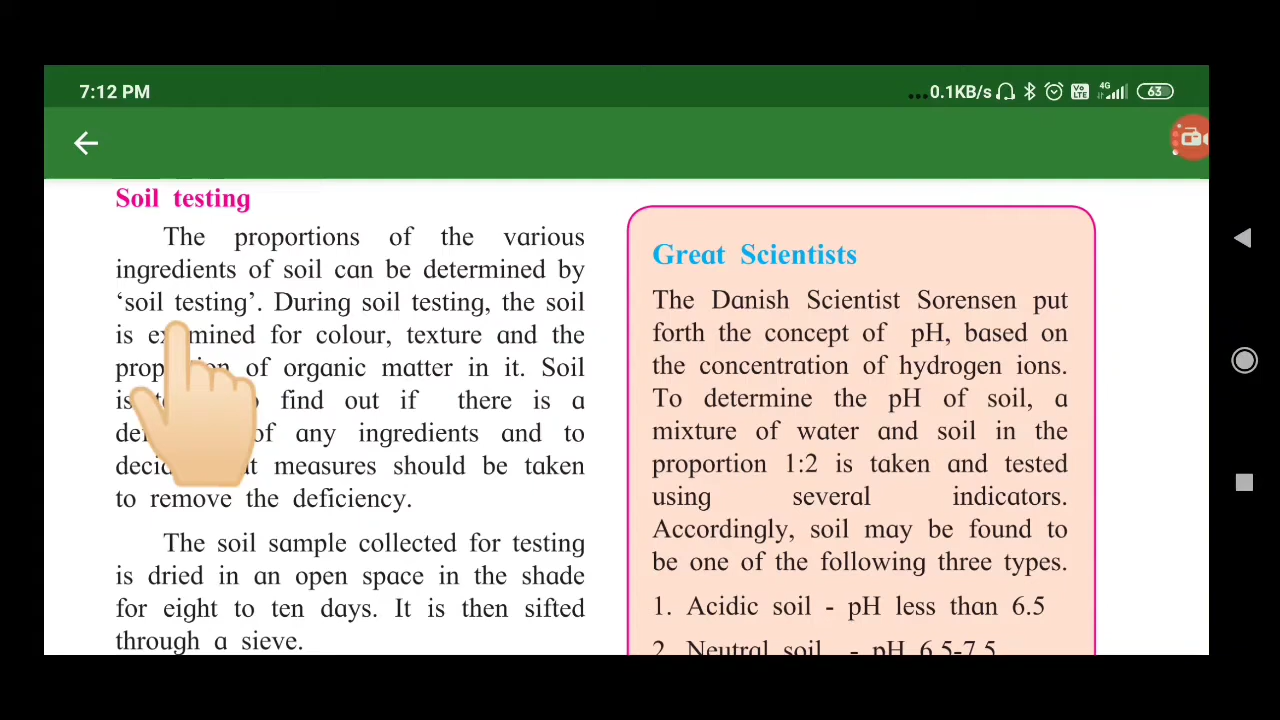 7:12 PM
...0.1KB/s
Vo
LTE
4G
63
Soil testing
The proportions of the various
ingredients of soil can be determined by
‘soil testing’. During soil testing, the soil
is examined for colour, texture and the
of organic matter in it. Soil
is find out if there is a
of any ingredients and to
measures should be taken
to remove the deficiency.
The soil sample collected for testing
is dried in an open space in the shade
for eight to ten days. It is then sifted
through a sieve.
Great Scientists
The Danish Scientist Sorensen put
forth the concept of pH, based on
the concentration of hydrogen ions.
To determine the pH of soil, a
mixture of water and soil in the
proportion 1:2 is taken and tested
using several indicators.
Accordingly, soil may be found to
be one of the following three types.
1. Acidic soil - pH less than 6.5
2. Neutral soil - pH 6.5-7.5